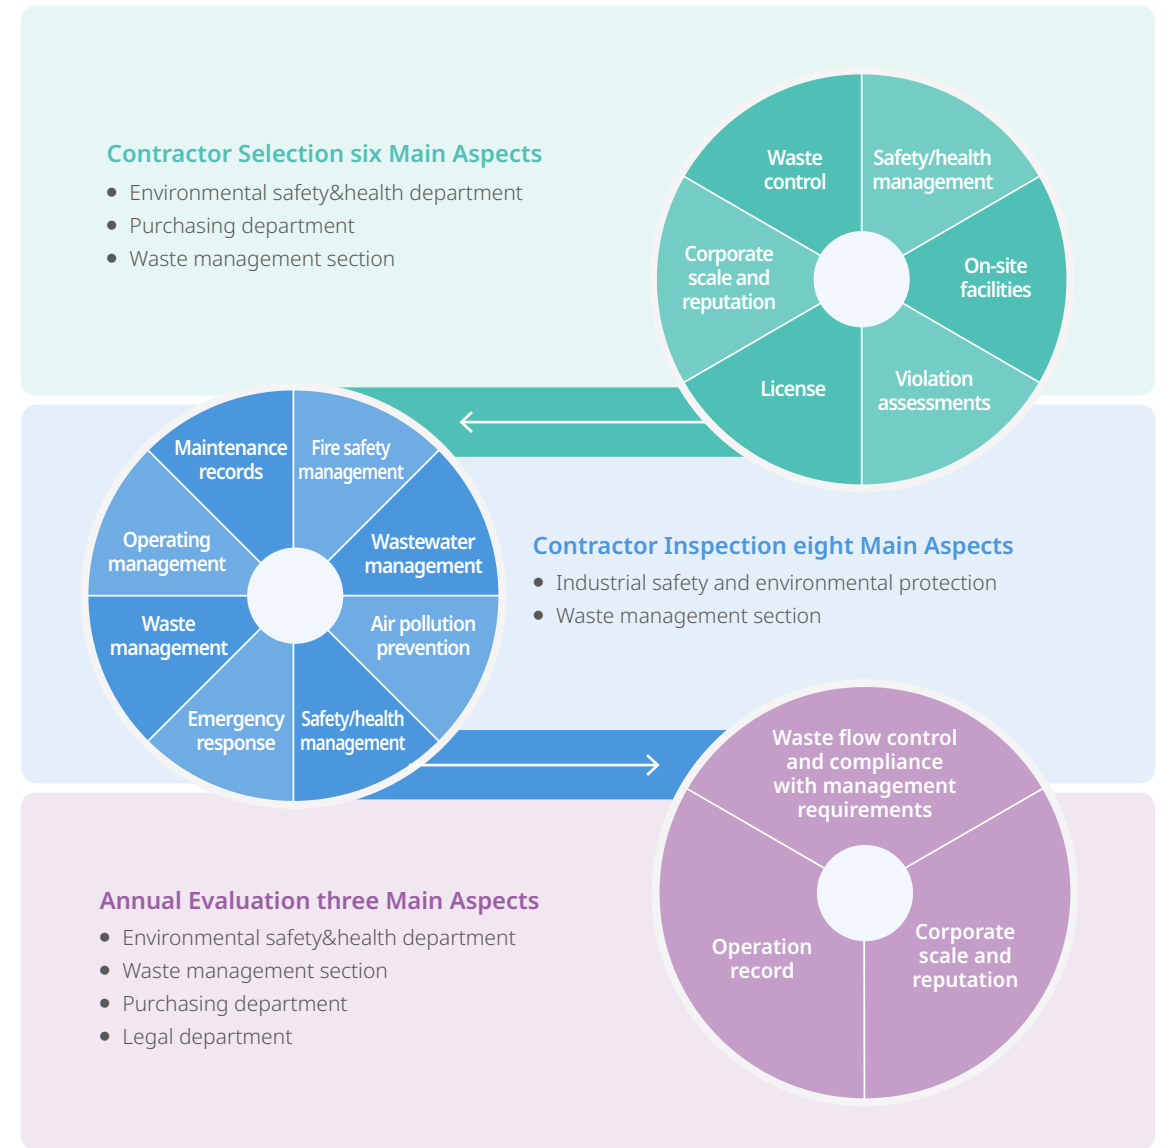 Contractor Selection six Main Aspects
Environmental safety&health department
Purchasing department
Waste management section
Waste
control
Safety/health
management
Corporate
scale and
reputation
On-site
facilities
License
Violation
assessments
Maintenance
records
Fire safety
management
Operating
management
Wastewater
management
Waste
management
Air pollution
prevention
Emergency
response
Safety/health
management
Contractor Inspection eight Main Aspects
Industrial safety and environmental protection
Waste management section
Waste flow control
and compliance
with management
requirements
Operation
record
Corporate
scale and
reputation
Annual Evaluation three Main Aspects
Environmental safety&health department
Waste management section
Purchasing department
Legal department